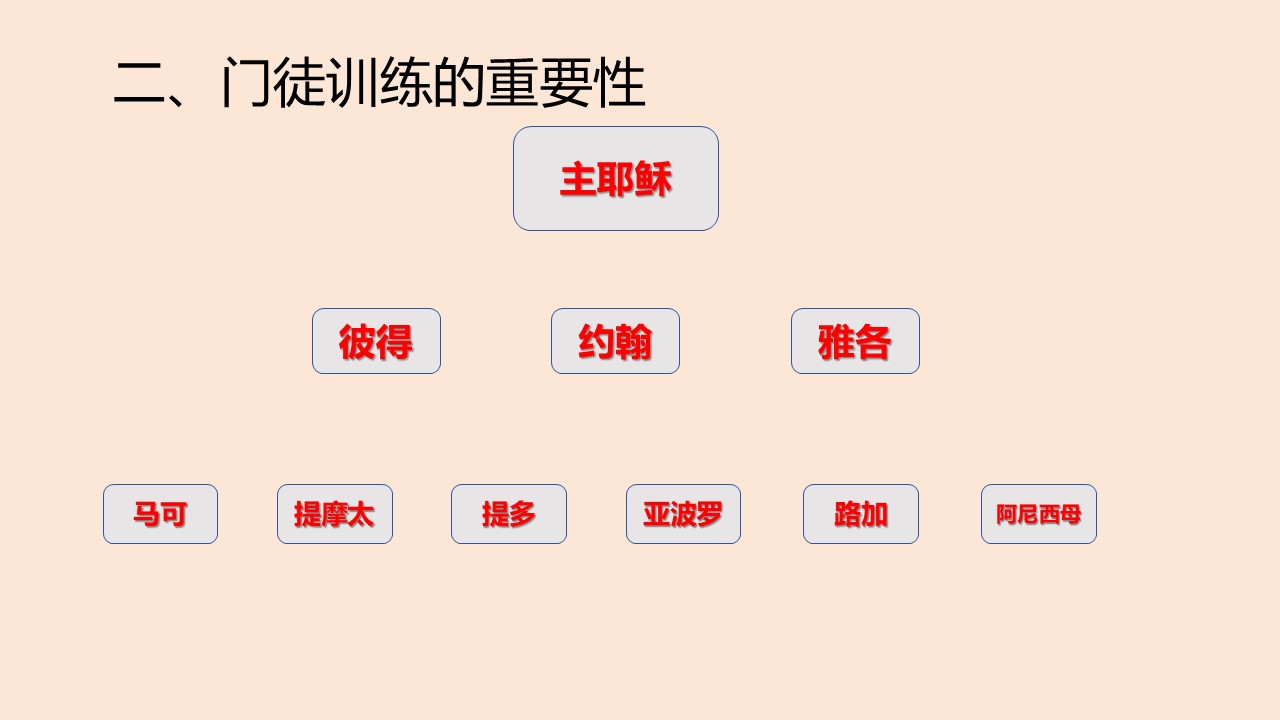 二、门徒训练的重要性
主耶稣
彼得 约翰 雅各
马可 提摩太 提多 亚波罗 路加 阿尼西母